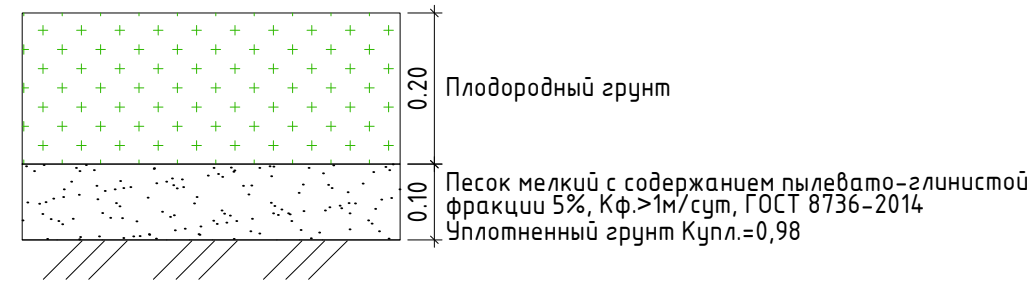 0.20
Плодородный грунт
0.10
Песок мелкий с содержанием пылевато-глинистой
фракции 5%, Кф.>1м/сут, ГОСТ 8736-2014
Уплотненный грунт Купл.=0,98